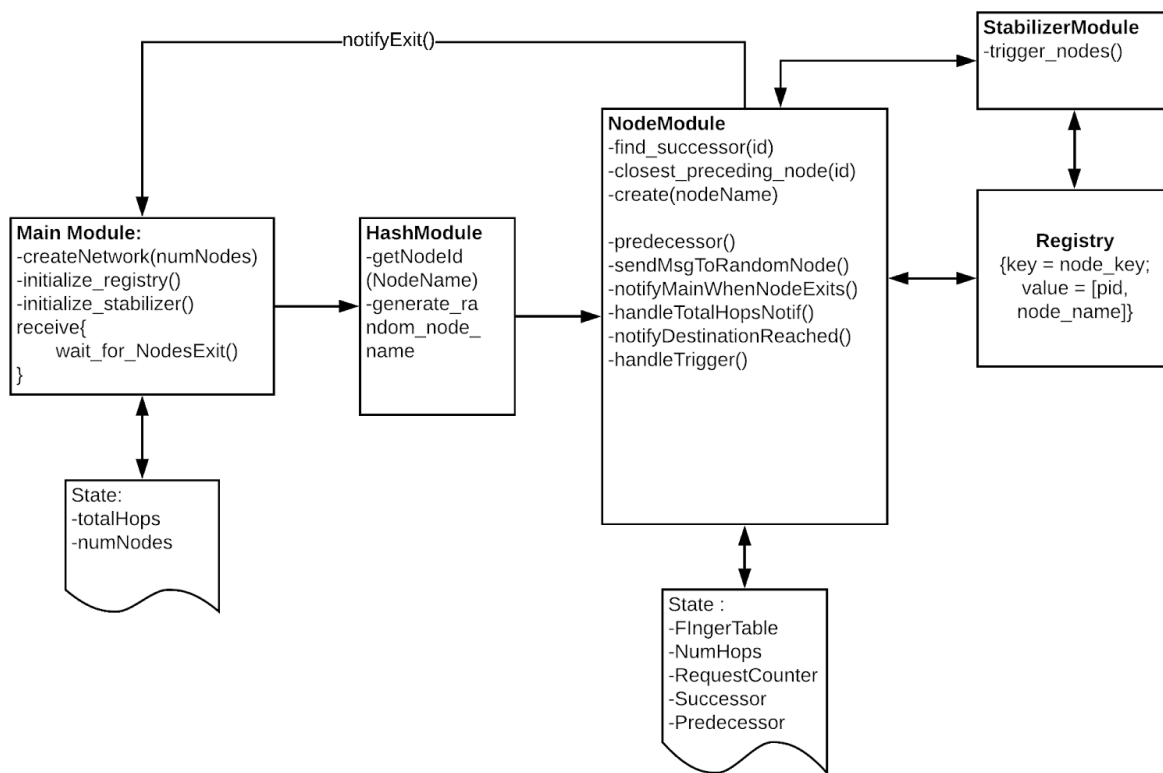 notifyExit()
StabilizerModule
-trigger_nodes()
NodeModule
-find_successor(id)
-closest_preceding_node(id)
-create(nodeName)
-predecessor()
-sendMsgToRandomNode()
-notifyMainWhenNodeExits()
-handleTotalHopsNotif()
-notifyDestinationReached()
-handleTrigger()
Main Module:
-createNetwork(numNodes)
-initialize_registry()
-initialize_stabilizer()
receive{
wait_for_NodesExit()
}
HashModule
-getNodeId
(NodeName)
-generate_ra
ndom_node_
name
Registry
{key = node_key;
value = [pid,
node_name]}
State:
-totalHops
-numNodes
State :
-FIngerTable
-NumHops
-RequestCounter
-Successor
-Predecessor